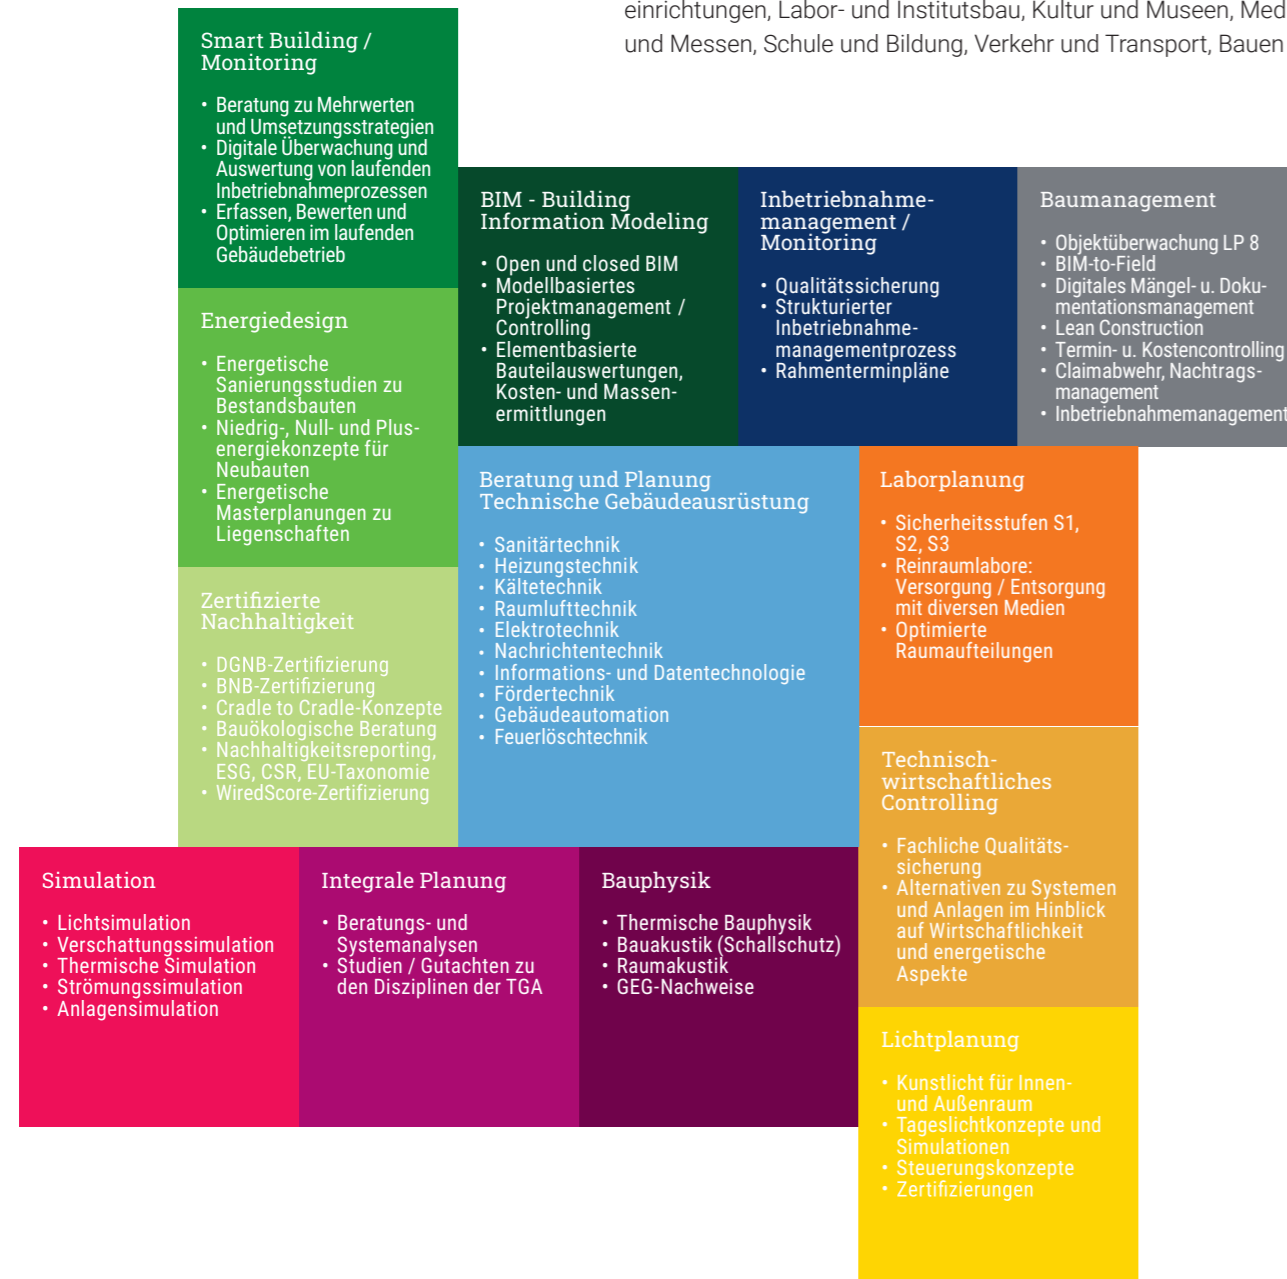 einrichtungen, Labor- und Institutsbau, Kultur und Museen, Med
und Messen, Schule und Bildung, Verkehr und Transport, Bauen
Smart Building /
Monitoring
• Beratung zu Mehrwerten
und Umsetzungsstrategien
• Digitale Überwachung und
Auswertung von laufenden
Inbetriebnahmeprozessen
• Erfassen, Bewerten und
Optimieren im laufenden
Gebäudebetrieb
BIM - Building
Information Modeling
• Open und closed BIM
• Modellbasiertes
Projektmanagement /
Controlling
• Elementbasierte
Bauteilauswertungen,
Kosten- und Massen-
ermittlungen
Inbetriebnahme-
management /
Monitoring
• Qualitätssicherung
• Strukturierter
Inbetriebnahme-
managementprozess
• Rahmenterminpläne
Baumanagement
• Objektüberwachung LP 8
• BIM-to-Field
• Digitales Mängel- u. Doku-
mentationsmanagement
• Lean Construction
• Termin- u. Kostencontrolling
• Claimabwehr, Nachtrags-
management
• Inbetriebnahmemanagement
Energiedesign
• Energetische
Sanierungsstudien zu
Bestandsbauten
• Niedrig-, Null- und Plus-
energiekonzepte für
Neubauten
• Energetische
Masterplanungen zu
Liegenschaften
Beratung und Planung
Technische Gebäudeausrüstung
• Sanitärtechnik
• Heizungstechnik
• Kältetechnik
• Raumlufttechnik
• Elektrotechnik
• Nachrichtentechnik
• Informations- und Datentechnologie
• Fördertechnik
• Gebäudeautomation
• Feuerlöschtechnik
Laborplanung
• Sicherheitsstufen S1,
S2, S3
• Reinraumlabore:
Versorgung / Entsorgung
mit diversen Medien
• Optimierte
Raumaufteilungen
Zertifizierte
Nachhaltigkeit
• DGNB-Zertifizierung
• BNB-Zertifizierung
• Cradle to Cradle-Konzepte
• Bauökologische Beratung
• Nachhaltigkeitsreporting,
ESG, CSR, EU-Taxonomie
• WiredScore-Zertifizierung
Technisch-
wirtschaftliches
Controlling
• Fachliche Qualitäts-
sicherung
• Alternativen zu Systemen
und Anlagen im Hinblick
auf Wirtschaftlichkeit
und energetische
Aspekte
Simulation
• Lichtsimulation
• Verschattungssimulation
• Thermische Simulation
• Strömungssimulation
• Anlagensimulation
Integrale Planung
• Beratungs- und
Systemanalysen
• Studien / Gutachten zu
den Disziplinen der TGA
Bauphysik
• Thermische Bauphysik
• Bauakustik (Schallschutz)
• Raumakustik
• GEG-Nachweise
Lichtplanung
• Kunstlicht für Innen-
und Außenraum
• Tageslichtkonzepte und
Simulationen
• Steuerungskonzepte
• Zertifizierungen